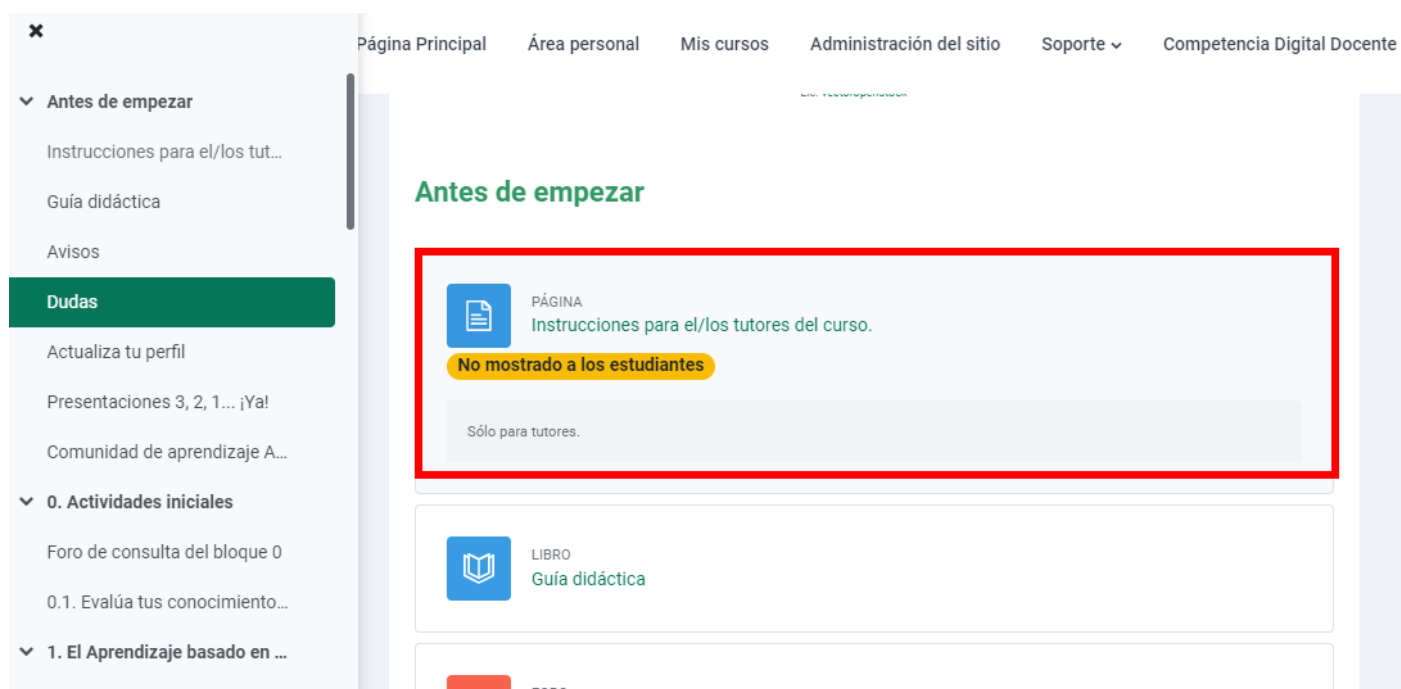 Página Principal Área personal Mis cursos Administración del sitio Soporte Competencia Digital Docente
Antes de empezar
Instrucciones para el/los tut...
Guía didáctica
Avisos
Dudas
Actualiza tu perfil
Presentaciones 3, 2, 1... ¡Ya!
Comunidad de aprendizaje A...
0. Actividades iniciales
Foro de consulta del bloque 0
0.1. Evalúa tus conocimiento...
1. El Aprendizaje basado en ...
Antes de empezar
PÁGINA
Instrucciones para el/los tutores del curso.
No mostrado a los estudiantes
Sólo para tutores.
LIBRO
Guía didáctica